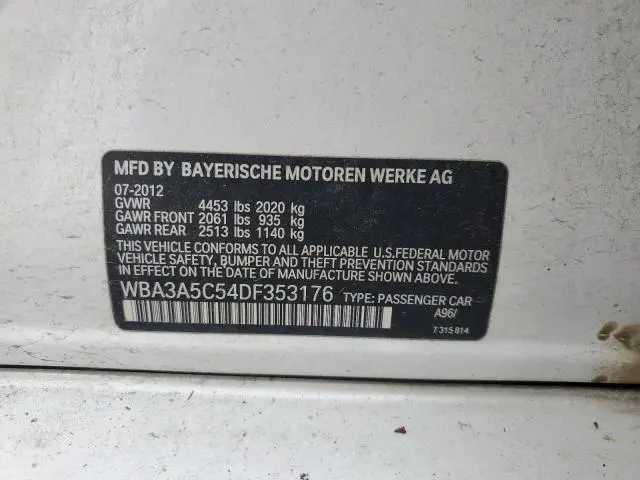 MFD BY BAYERISCHE MOTOREN WERKE AG
07-2012
GVWR 4453 lbs 2020 kg
GAWR FRONT 2061 lbs 935 kg
GAWR REAR 2513 lbs 1140 kg
THIS VEHICLE CONFORMS TO ALL APPLICABLE U.S.FEDERAL MOTOR
VEHICLE SAFETY, BUMPER AND THEFT PREVENTION STANDARDS
IN EFFECT ON THE DATE OF MANUFACTURE SHOWN ABOVE.
WBA3A5C54DF353176 TYPE: PASSENGER CAR
A96/
7 315 814